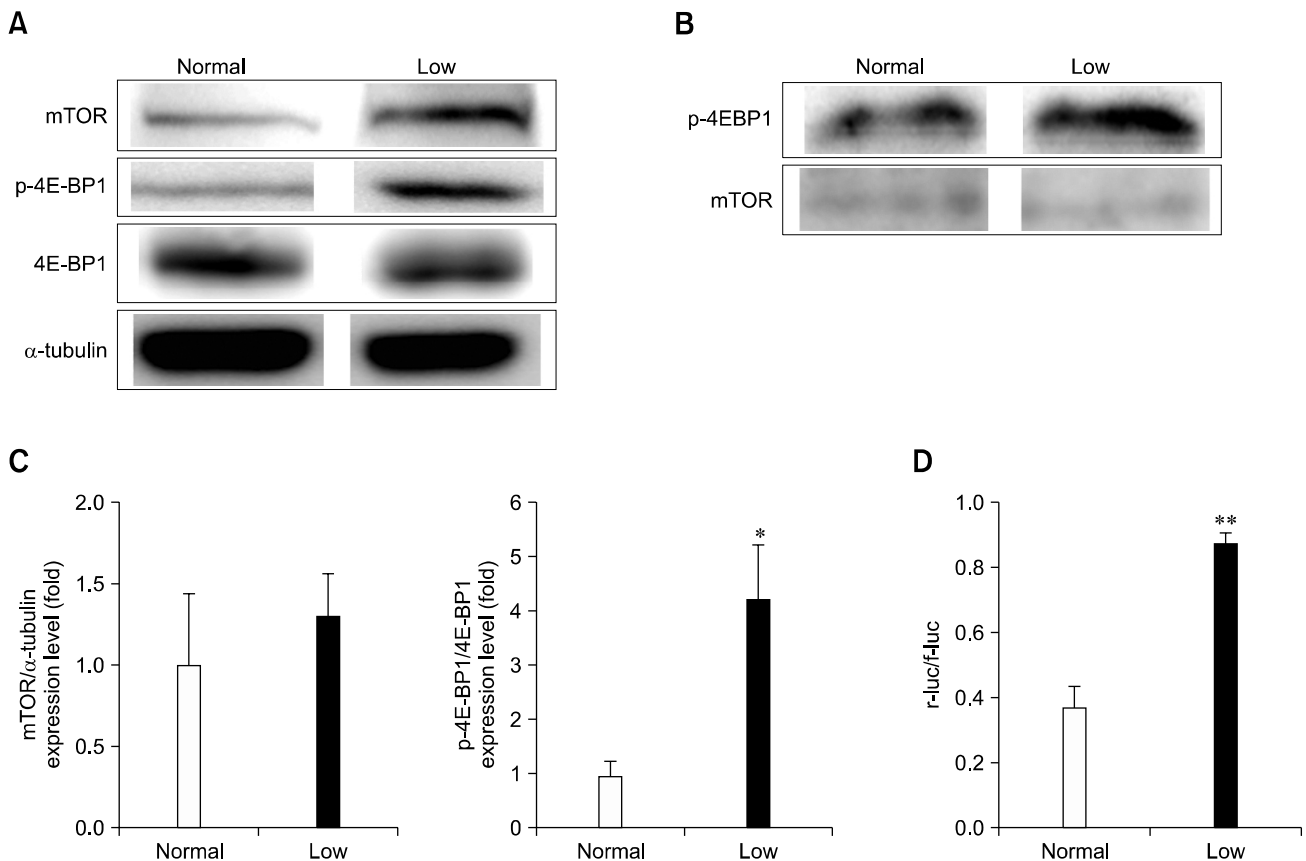 A
Normal Low
mTOR
p-4E-BP1
4E-BP1
α-tubulin
B
Normal Low
p-4EBP1
mTOR
C
mTOR/α-tubulin
expression level (fold)
2.0
1.5
1.0
0.5
0.0
Normal Low
p-4E-BP1/4E-BP1
expression level (fold)
6
5
4
3
2
1
0
*
Normal Low
D
r-luc/f-luc
1.0
0.8
0.6
0.4
0.2
0.0
**
Normal Low